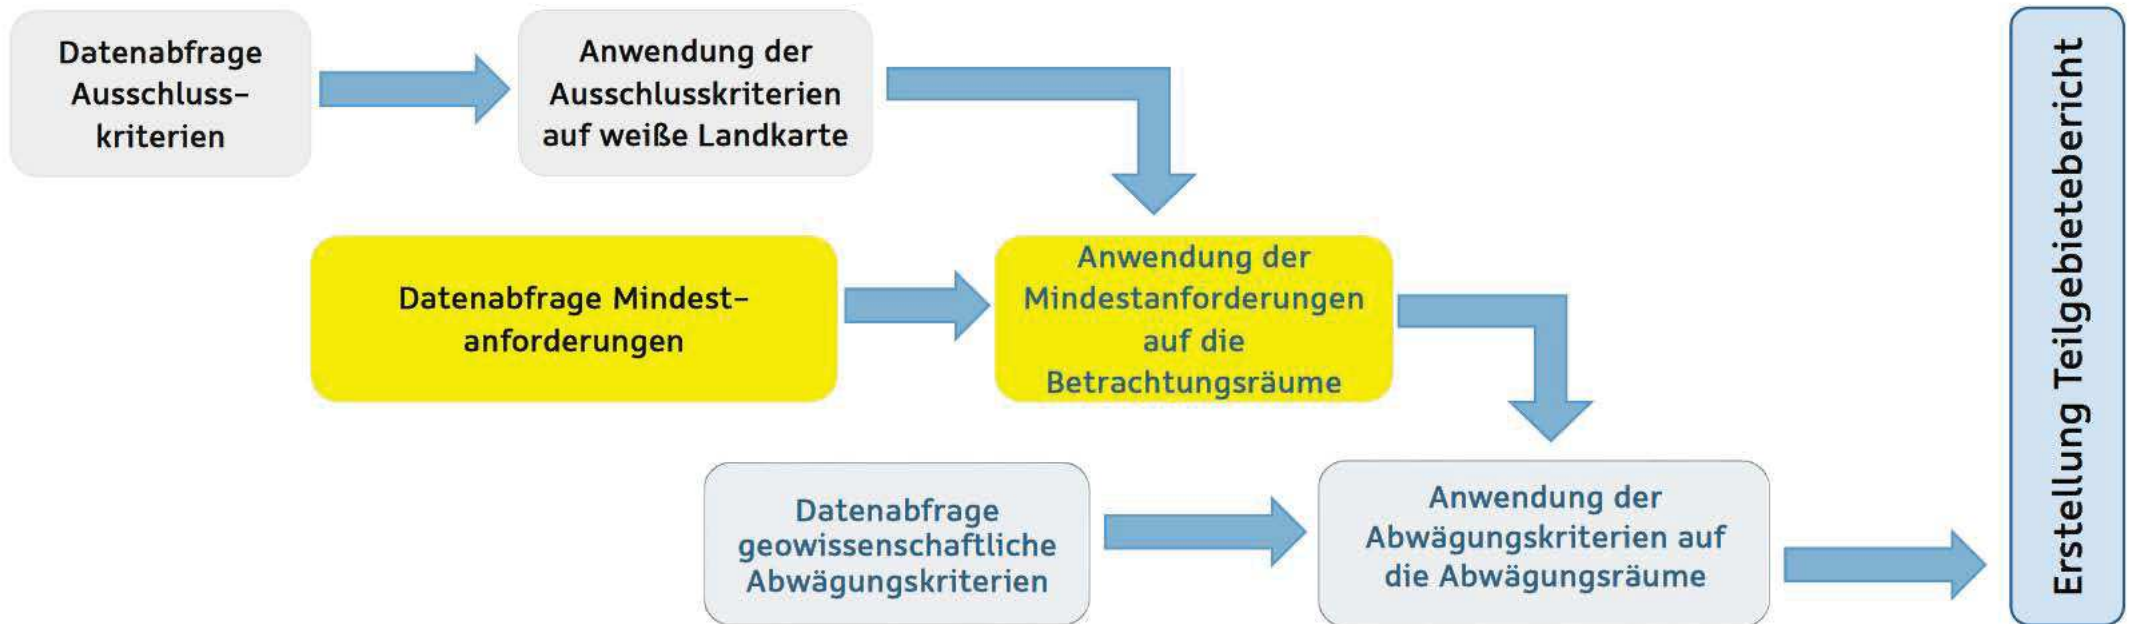 Datenabfrage
Ausschluss-
kriterien
Anwendung der
Ausschlusskriterien
auf weiße Landkarte
Datenabfrage Mindest-
anforderungen
Anwendung der
Mindestanforderungen
auf die
Betrachtungsräume
Datenabfrage
geowissenschaftliche
Abwägungskriterien
Anwendung der
Abwägungskriterien auf
die Abwägungsräume
Erstellung Teilgebietebericht